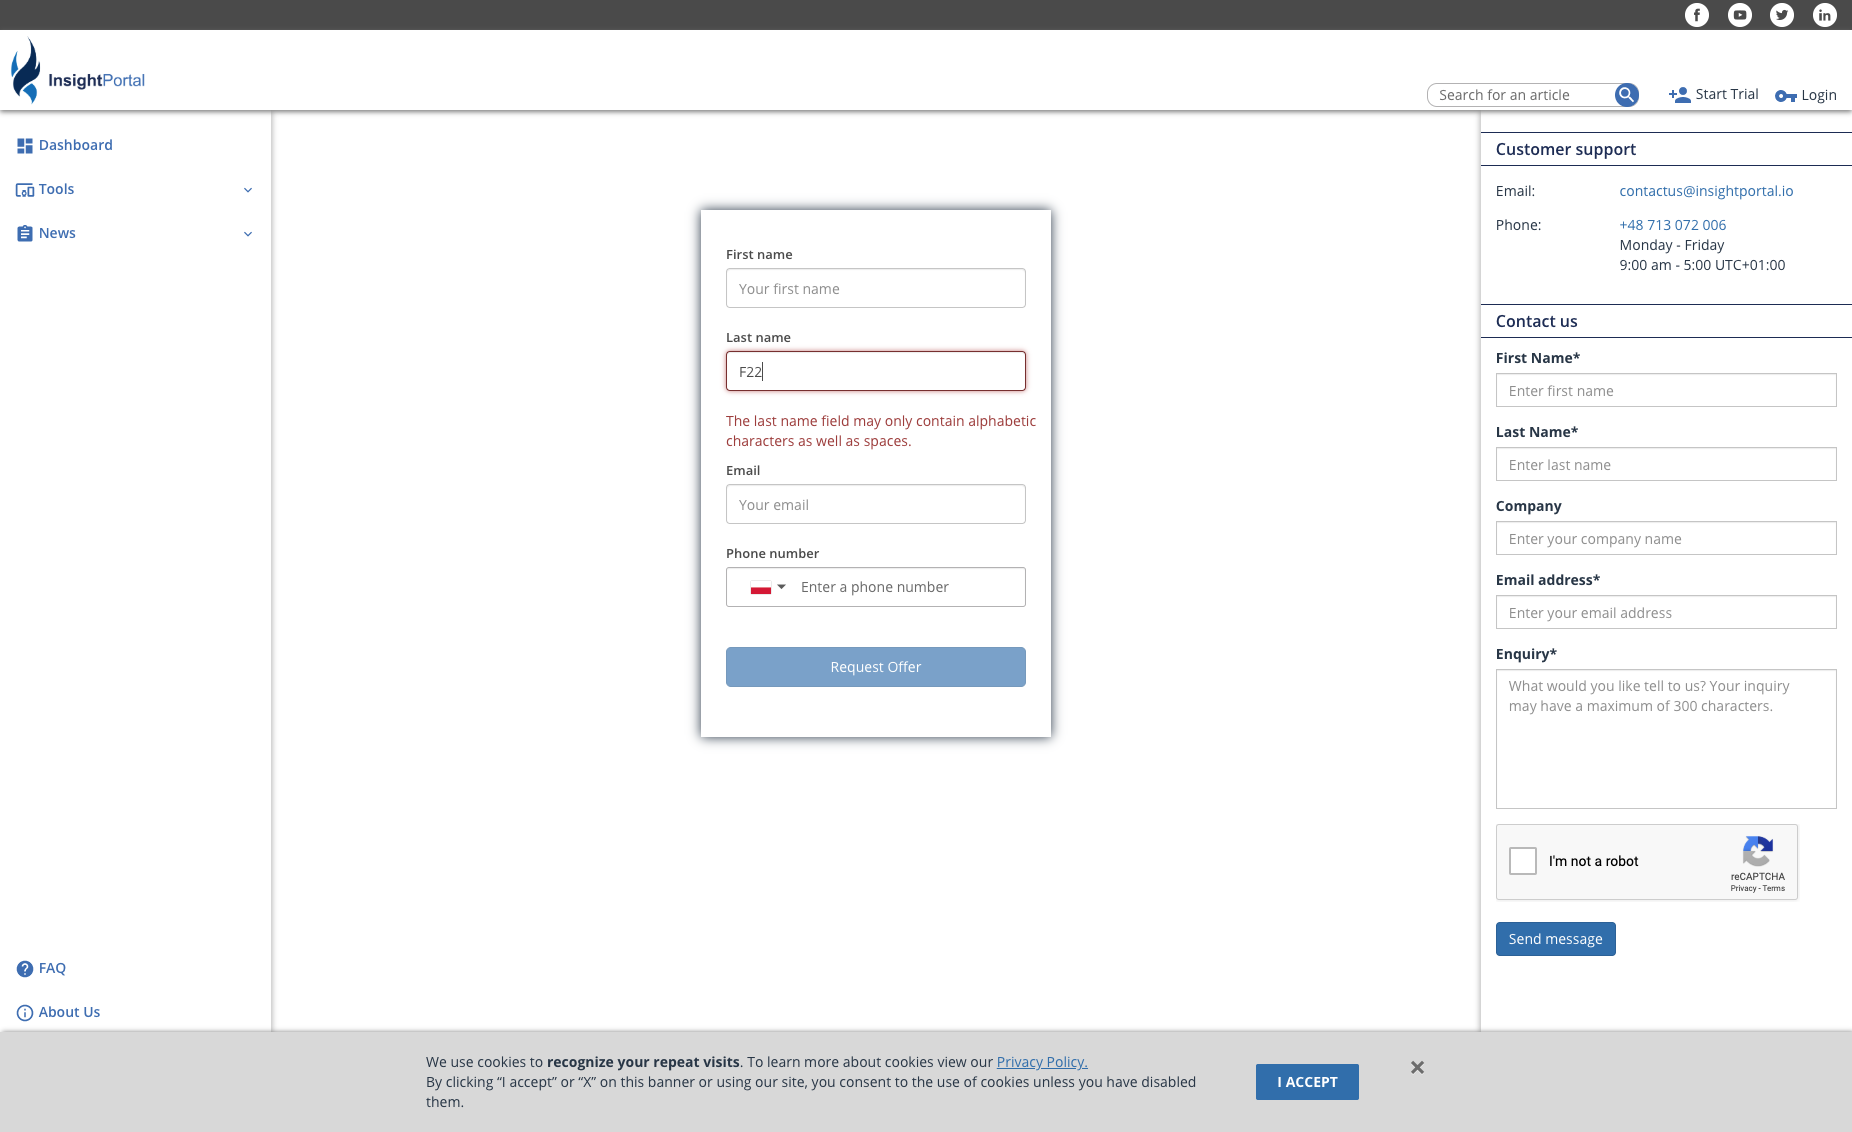 InsightPortal
Search for an article
Start Trial
Login
Dashboard
Tools
News
FAQ
About Us
First name
Your first name
Last name
F22
The last name field may only contain alphabetic
characters as well as spaces.
Email
Your email
Phone number
Enter a phone number
Request Offer
Customer support
Email:
contactus@insightportal.io
Phone:
+48 713 072 006
Monday - Friday
9:00 am - 5:00 UTC+01:00
Contact us
First Name*
Enter first name
Last Name*
Enter last name
Company
Enter your company name
Email address*
Enter your email address
Enquiry*
What would you like tell to us? Your inquiry
may have a maximum of 300 characters.
I'm not a robot
reCAPTCHA
Privacy - Terms
Send message
We use cookies to recognize your repeat visits. To learn more about cookies view our Privacy Policy.
By clicking “I accept” or “X” on this banner or using our site, you consent to the use of cookies unless you have disabled
them.
I ACCEPT